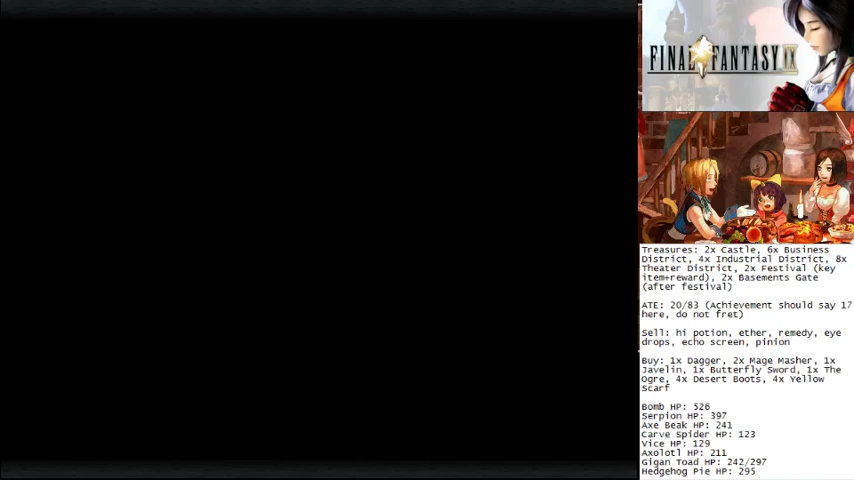 FINAL FANTASY IX
Treasures: 2x Castle, 6x Business
District, 4x Industrial District, 8x
Theater District, 2x Festival (key
item+reward), 2x Basements Gate
(after festival)
ATE: 20/83 (Achievement should say 17
here, do not fret)
Sell: hi potion, ether, remedy, eye
drops, echo screen, pinion
Buy: 1x Dagger, 2x Mage Masher, 1x
Javelin, 1x Butterfly Sword, 1x The
Ogre, 4x Desert Boots, 4x Yellow
Scarf
Bomb HP: 526
Serpion HP: 397
Axe Beak HP: 241
Carve Spider HP: 123
Vice HP: 129
Axolotl HP: 211
Gigan Toad HP: 242/297
Hedgehog Pie HP: 295